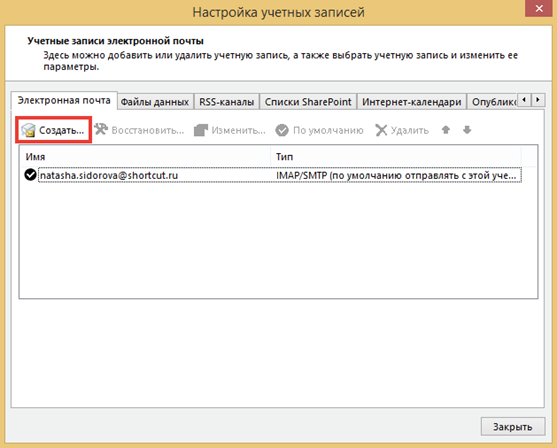 Настройка учетных записей
Учетные записи электронной почты
Здесь можно добавить или удалить учетную запись, а также выбрать учетную запись и изменить ее
параметры.
Электронная почта Файлы данных RSS-каналы Списки SharePoint Интернет-календари Опублико
Создать... Восстановить... Изменить... По умолчанию Удалить
Имя Тип
natasha.sidorova@shortcut.ru IMAP/SMTP (по умолчанию отправлять с этой уче...
Закрыть